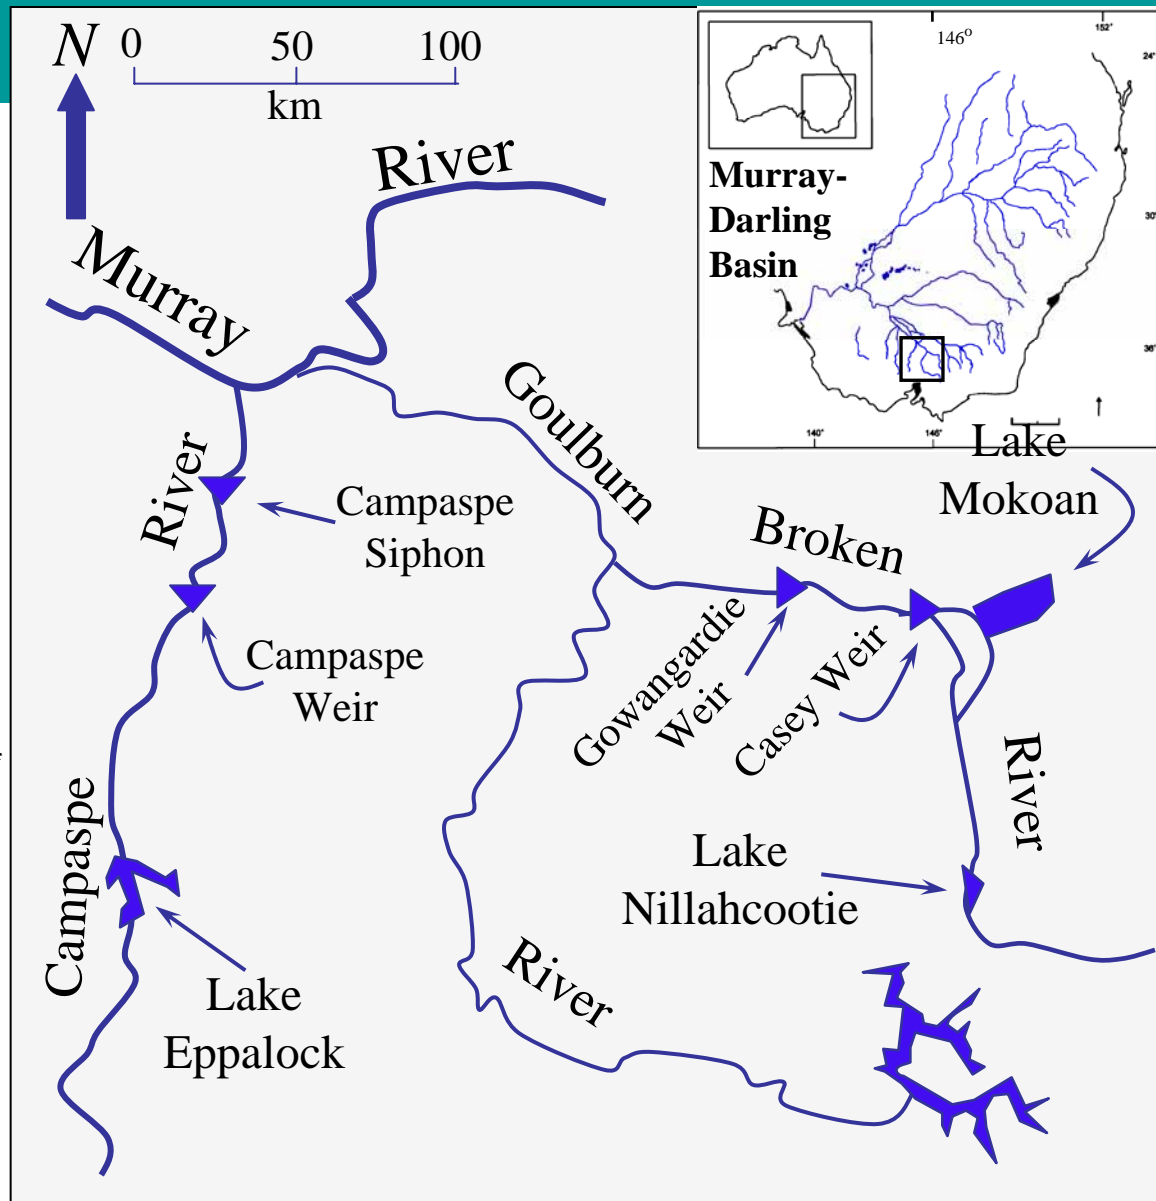 N
0 50 100
km
River
Murray
146°
152°
24°
30°
36°
140°
146°
Murray-
Darling
Basin
Goulburn
Lake
Mokoan
River
Campaspe
Siphon
Broken
Campaspe
Weir
Gowangardie
Weir
Casey Weir
River
Campaspe
Lake
Nillahcootie
Lake
Eppalock
River